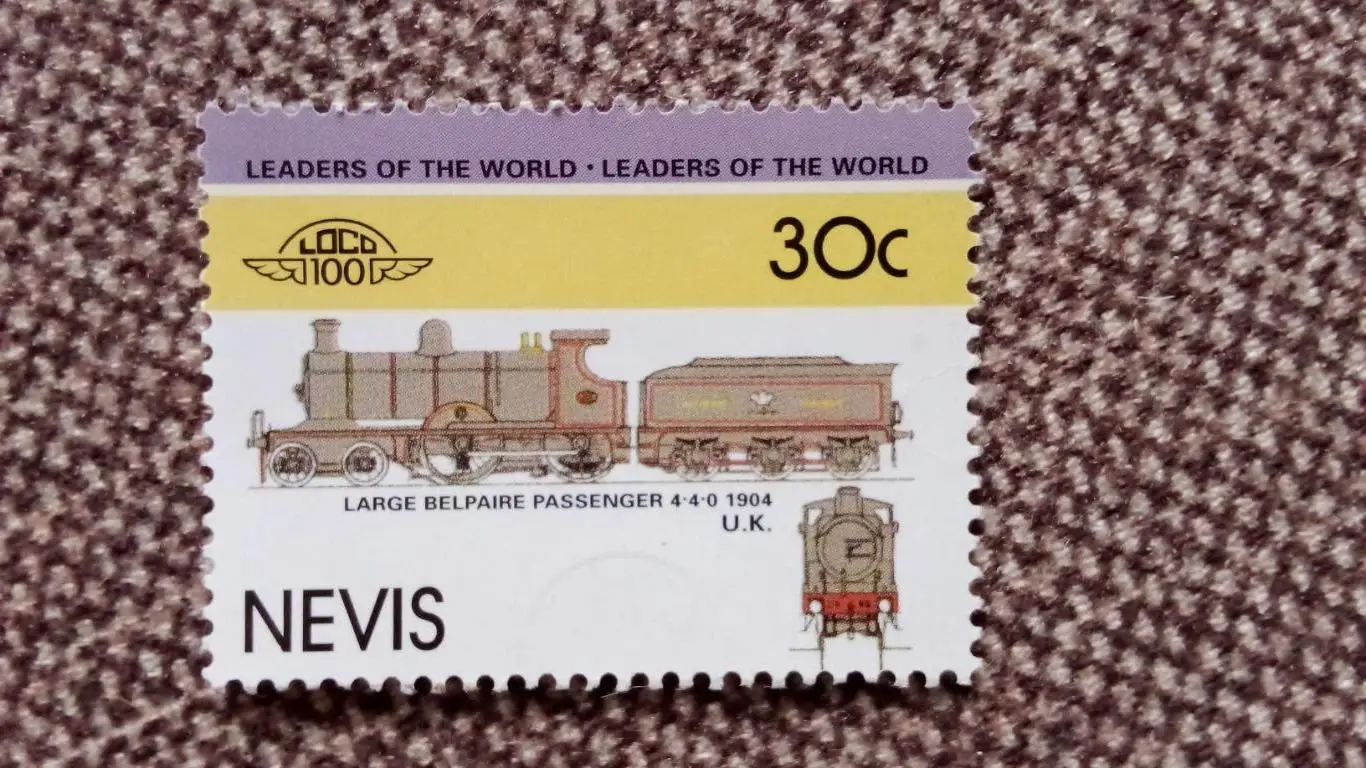 LEADERS OF THE WORLD · LEADERS OF THE WORLD
LOCO
100
30c
LARGE BELPAIRE PASSENGER 4·4·0 1904
U.K.
NEVIS